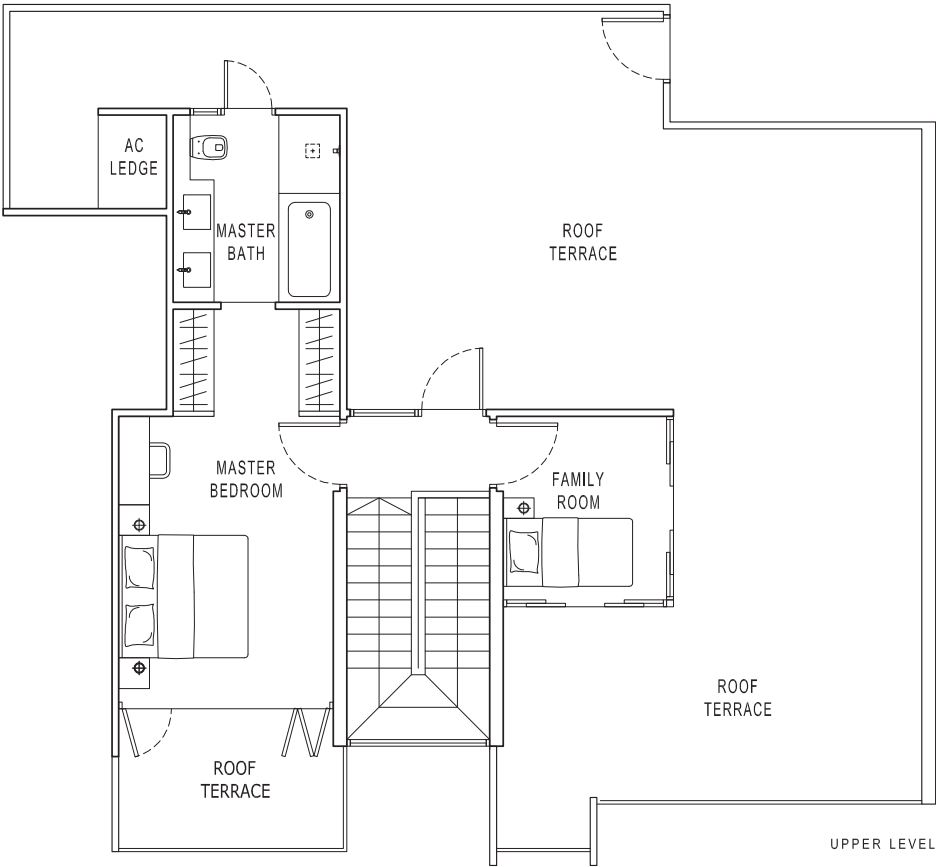 AC
LEDGE
MASTER
BATH
ROOF
TERRACE
MASTER
BEDROOM
FAMILY
ROOM
ROOF
TERRACE
ROOF
TERRACE
UPPER LEVEL